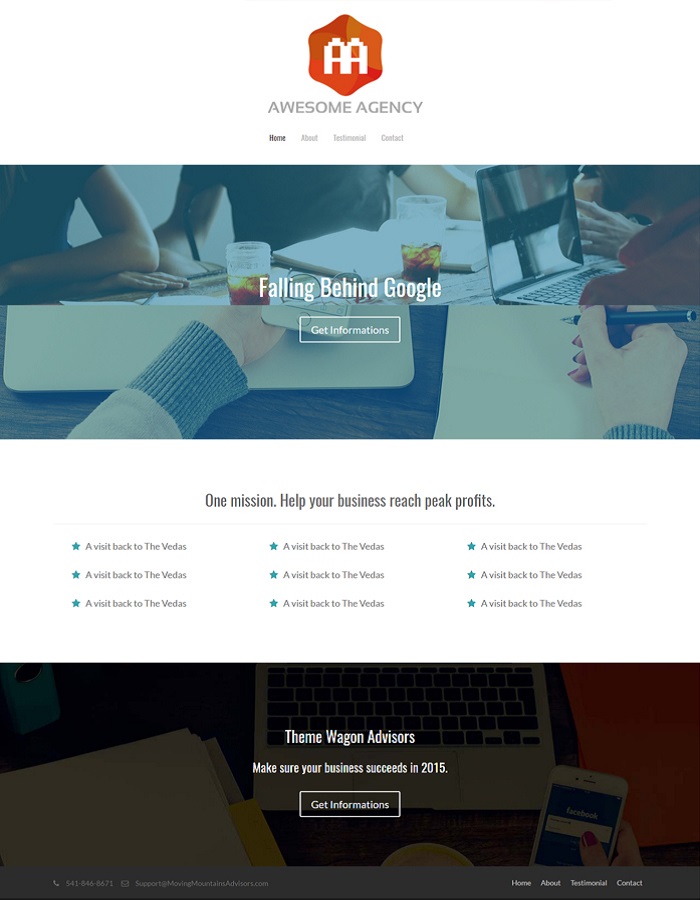 AA
AWESOME AGENCY
Home About Testimonial Contact
Falling Behind Google
Get Informations
One mission. Help your business reach peak profits.
A visit back to The Vedas A visit back to The Vedas A visit back to The Vedas
A visit back to The Vedas A visit back to The Vedas A visit back to The Vedas
A visit back to The Vedas A visit back to The Vedas A visit back to The Vedas
Theme Wagon Advisors
Make sure your business succeeds in 2015.
Get Informations
facebook
541-846-8671 Support@MovingMountainsAdvisors.com Home About Testimonial Contact